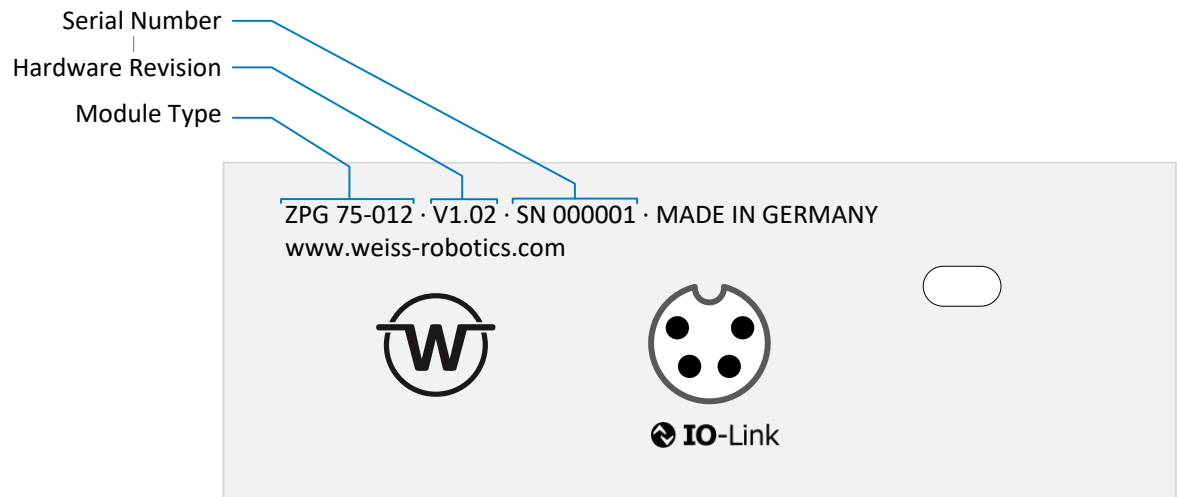 Serial Number
Hardware Revision
Module Type
ZPG 75-012 · V1.02 · SN 000001 · MADE IN GERMANY
www.weiss-robotics.com
W
IO-Link